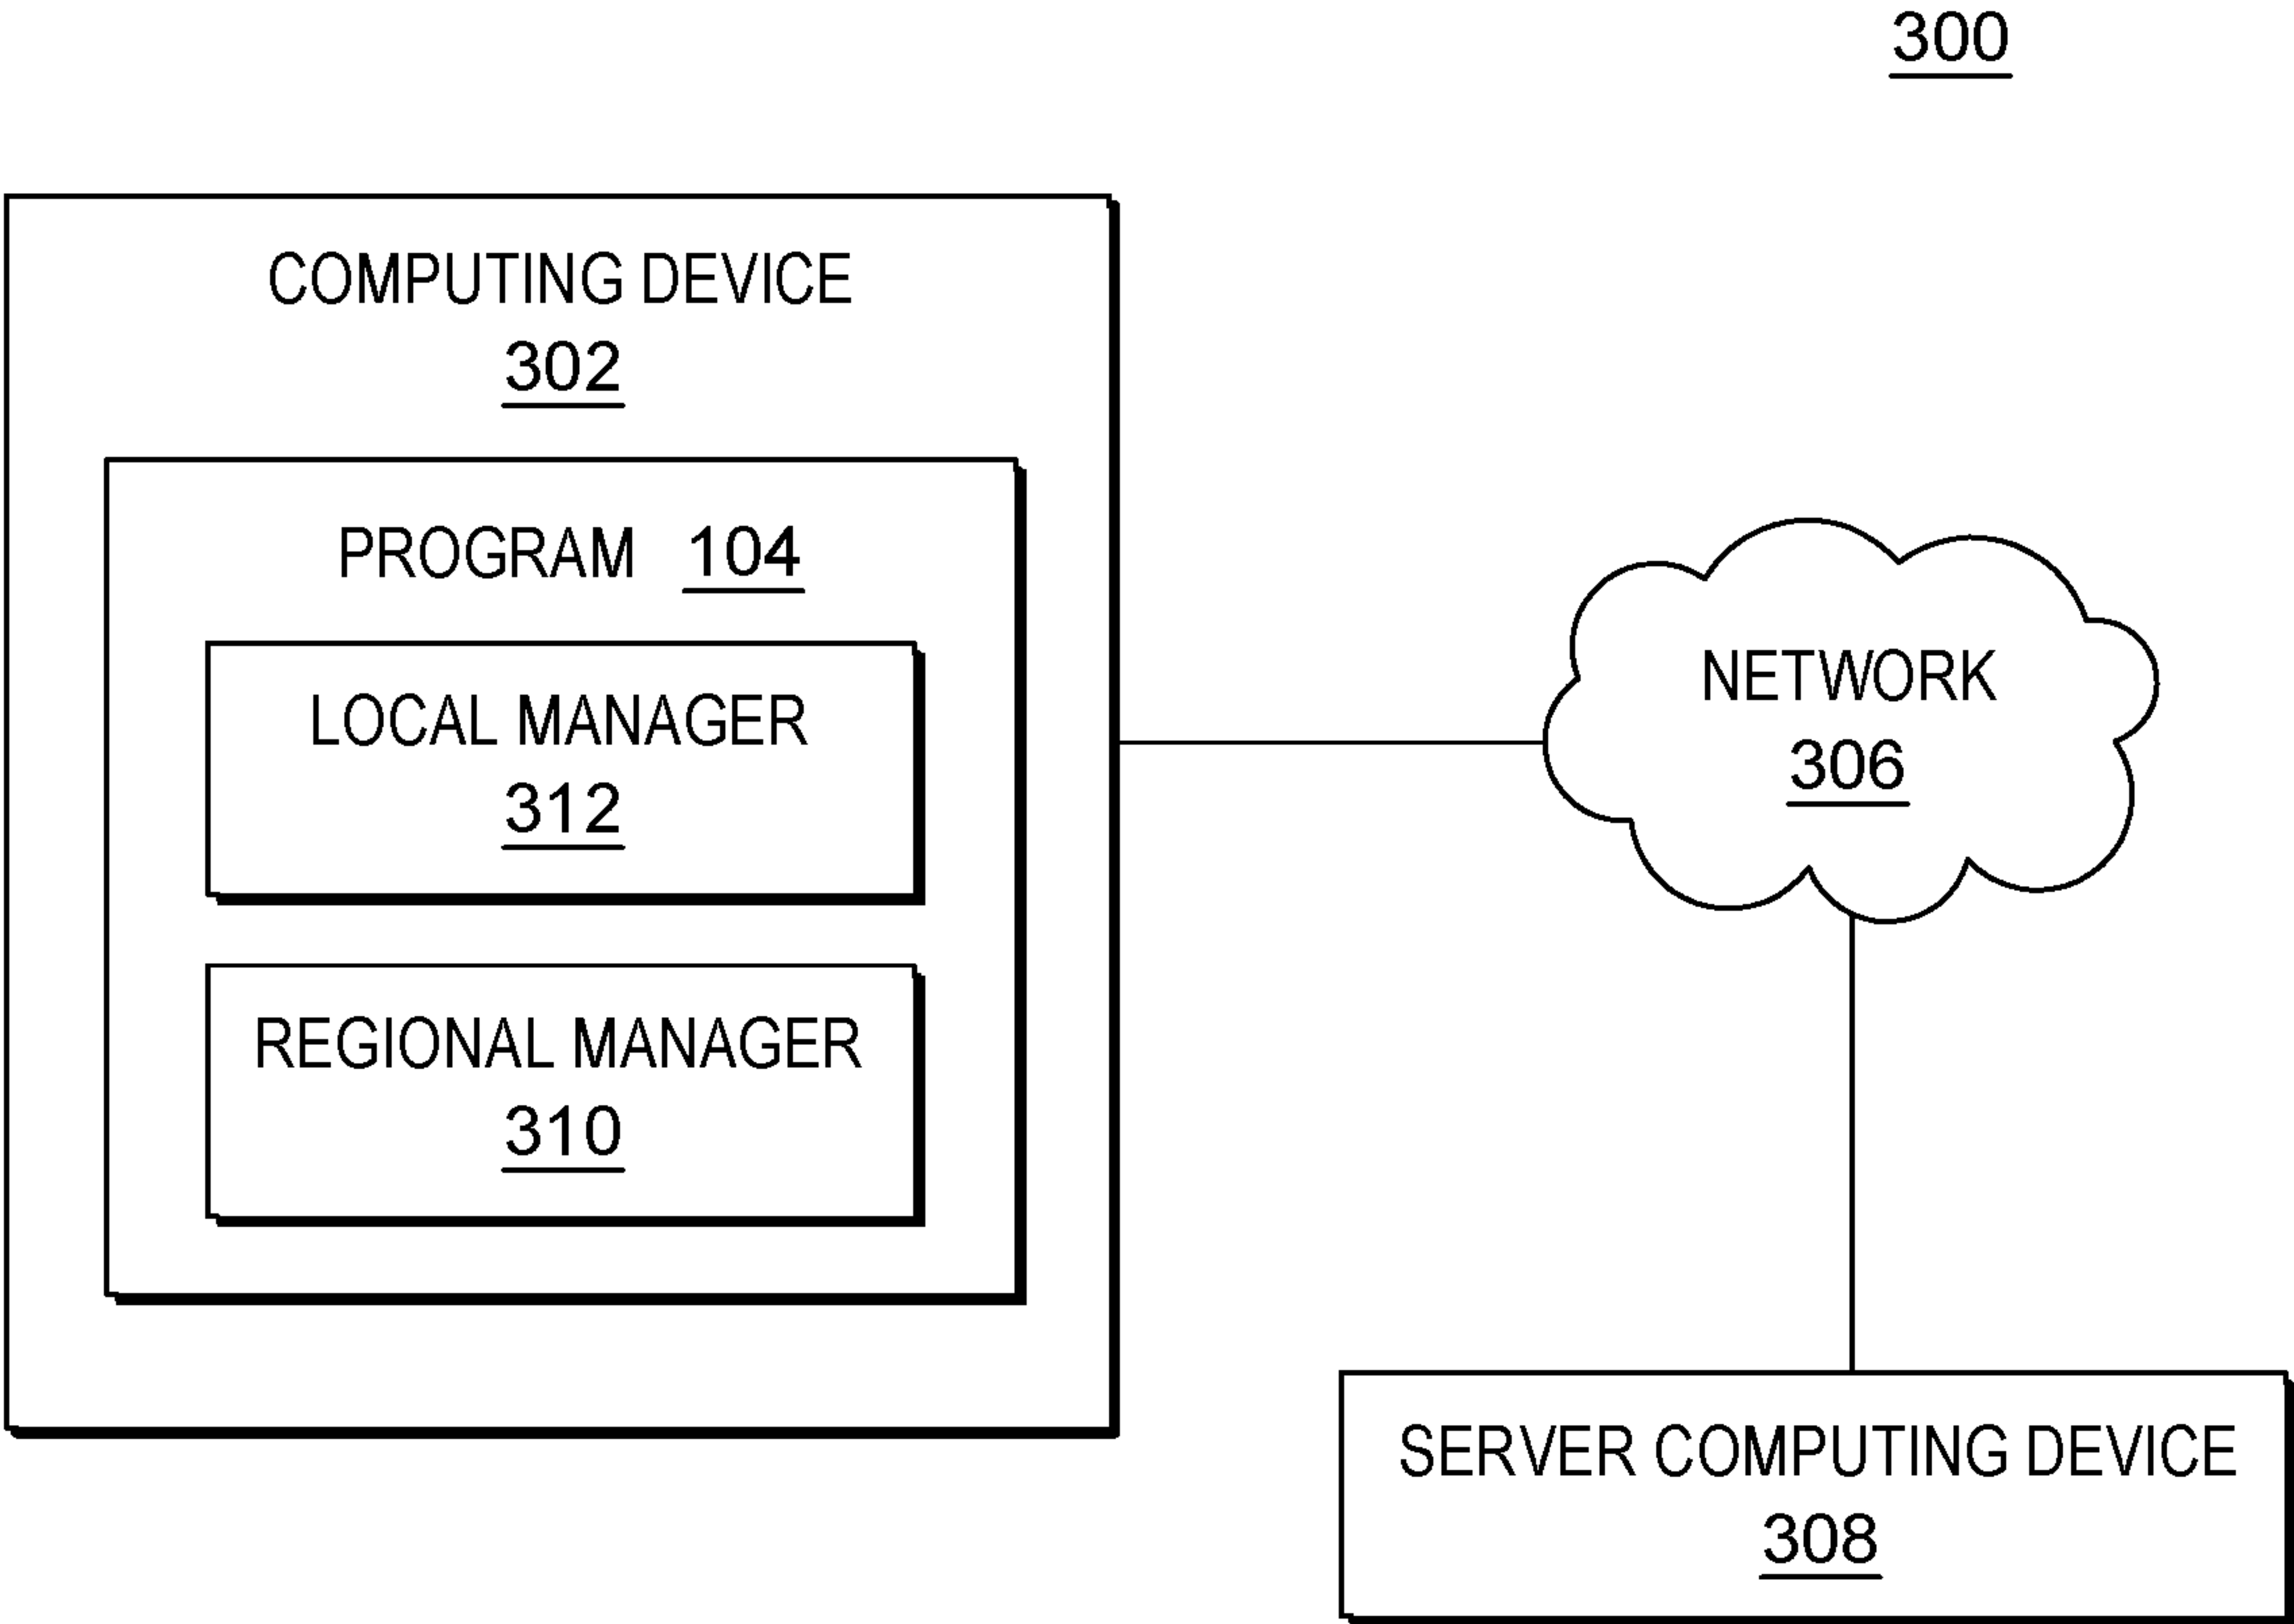 300
COMPUTING DEVICE
302
PROGRAM 104
LOCAL MANAGER
312
REGIONAL MANAGER
310
NETWORK
306
SERVER COMPUTING DEVICE
308